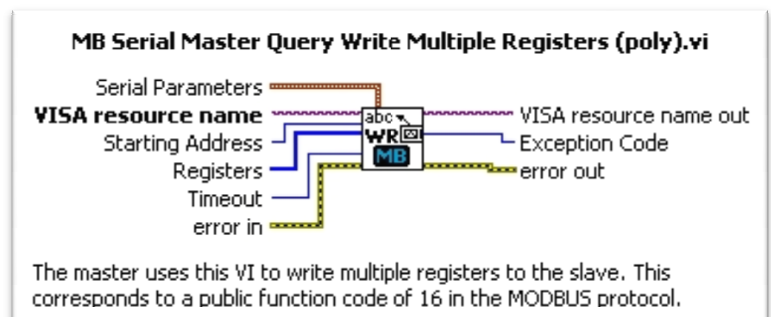 MB Serial Master Query Write Multiple Registers (poly).vi
Serial Parameters
VISA resource name
Starting Address
Registers
Timeout
error in
abc
WR
MB
VISA resource name out
Exception Code
error out
The master uses this VI to write multiple registers to the slave. This
corresponds to a public function code of 16 in the MODBUS protocol.